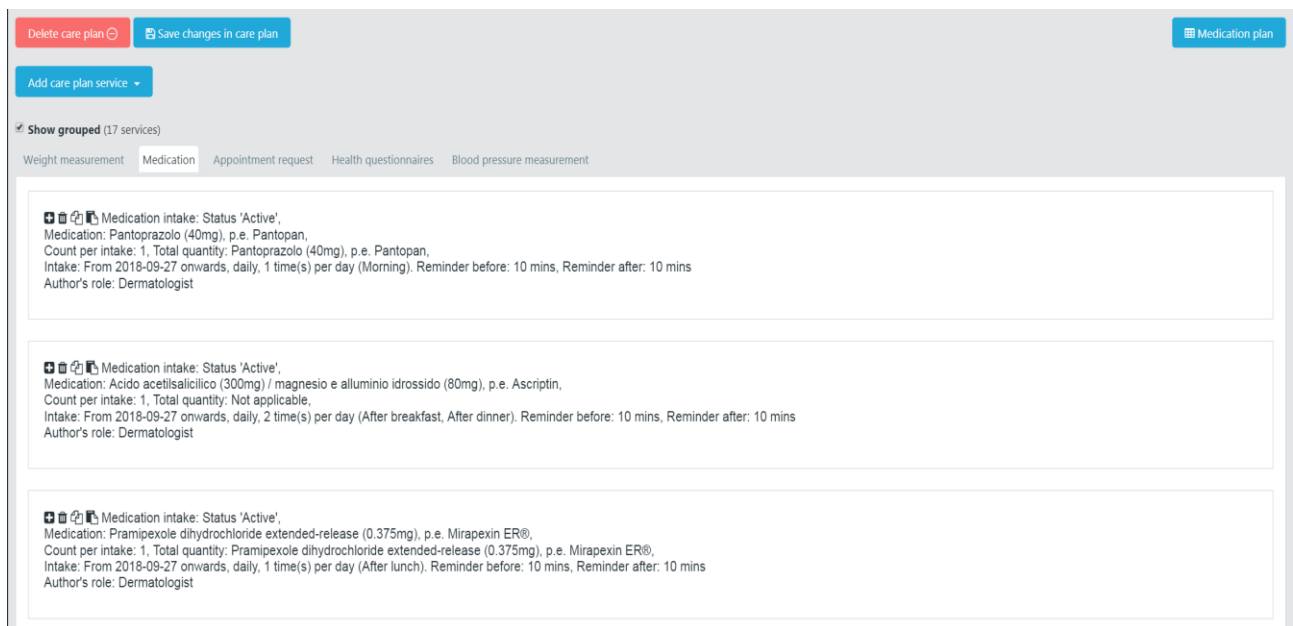 Delete care plan
Save changes in care plan
Medication plan
Add care plan service
Show grouped (17 services)
Weight measurement Medication Appointment request Health questionnaires Blood pressure measurement
Medication intake: Status 'Active',
Medication: Pantoprazolo (40mg), p.e. Pantopan,
Count per intake: 1, Total quantity: Pantoprazolo (40mg), p.e. Pantopan,
Intake: From 2018-09-27 onwards, daily, 1 time(s) per day (Morning). Reminder before: 10 mins, Reminder after: 10 mins
Author's role: Dermatologist
Medication intake: Status 'Active',
Medication: Acido acetilsalicilico (300mg) / magnesio e alluminio idrossido (80mg), p.e. Ascriptin,
Count per intake: 1, Total quantity: Not applicable,
Intake: From 2018-09-27 onwards, daily, 2 time(s) per day (After breakfast, After dinner). Reminder before: 10 mins, Reminder after: 10 mins
Author's role: Dermatologist
Medication intake: Status 'Active',
Medication: Pramipexole dihydrochloride extended-release (0.375mg), p.e. Mirapexin ER®,
Count per intake: 1, Total quantity: Pramipexole dihydrochloride extended-release (0.375mg), p.e. Mirapexin ER®,
Intake: From 2018-09-27 onwards, daily, 1 time(s) per day (After lunch). Reminder before: 10 mins, Reminder after: 10 mins
Author's role: Dermatologist